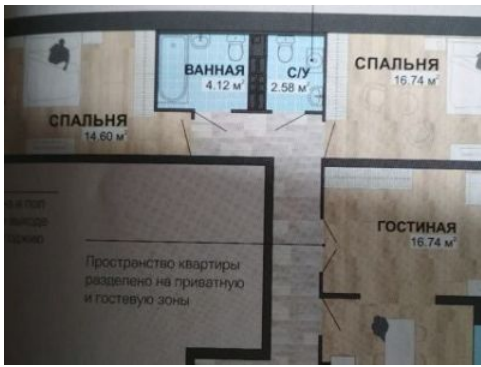 ВАННАЯ
4.12 м²
С/У
2.58 м²
СПАЛЬНЯ
16.74 м²
СПАЛЬНЯ
14.60 м²
ГОСТИНАЯ
16.74 м²
Пространство квартиры
разделено на приватную
и гостевую зоны